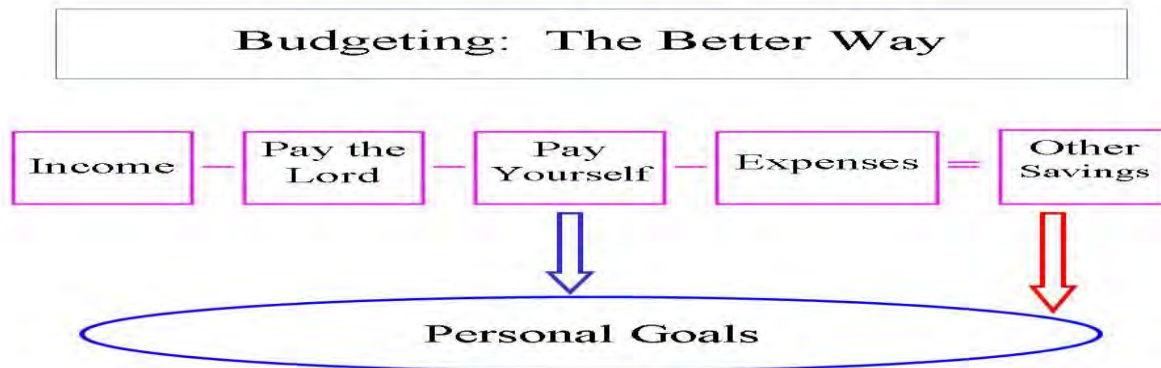 Budgeting:  The Better Way
Income — Pay the Lord — Pay Yourself — Expenses = Other Savings
Personal Goals